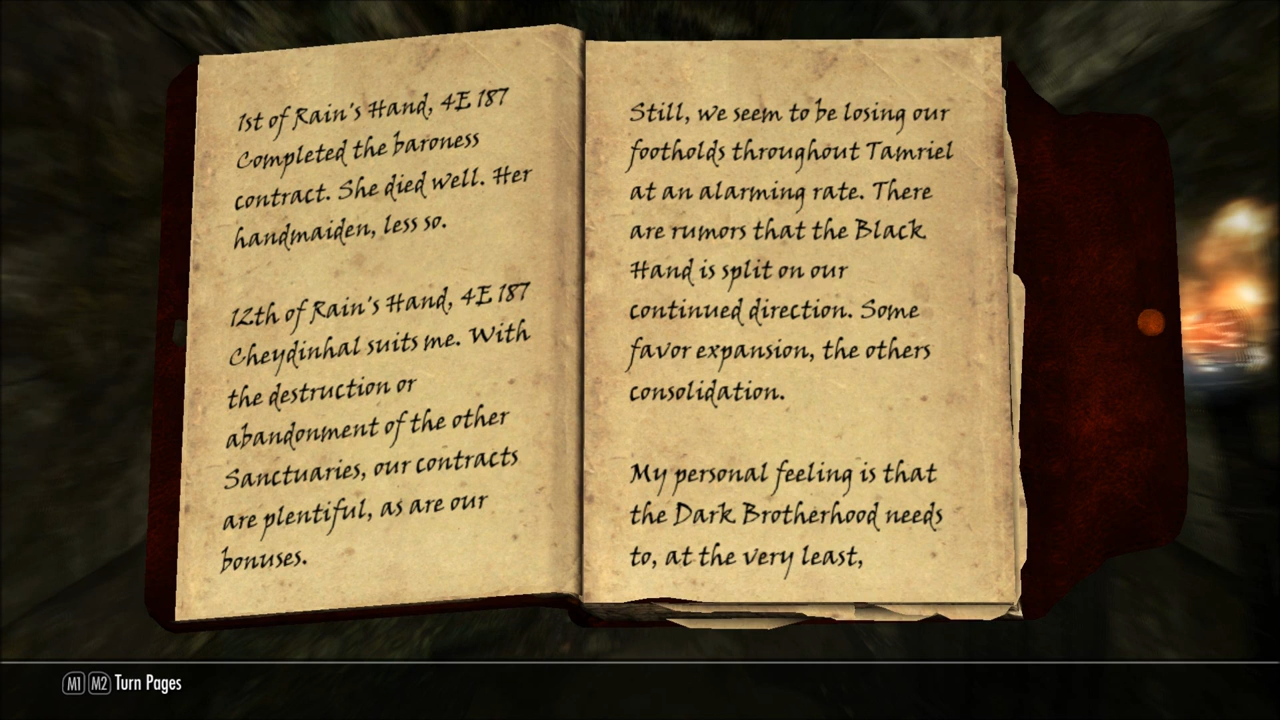 1st of Rain's Hand, 4E 187
Completed the baroness
contract. She died well. Her
handmaiden, less so.
12th of Rain's Hand, 4E 187
Cheydinhal suits me. With
the destruction or
abandonment of the other
Sanctuaries, our contracts
are plentiful, as are our
bonuses.
Still, we seem to be losing our
footholds throughout Tamriel
at an alarming rate. There
are rumors that the Black
Hand is split on our
continued direction. Some
favor expansion, the others
consolidation.
My personal feeling is that
the Dark Brotherhood needs
to, at the very least,
M1 M2 Turn Pages